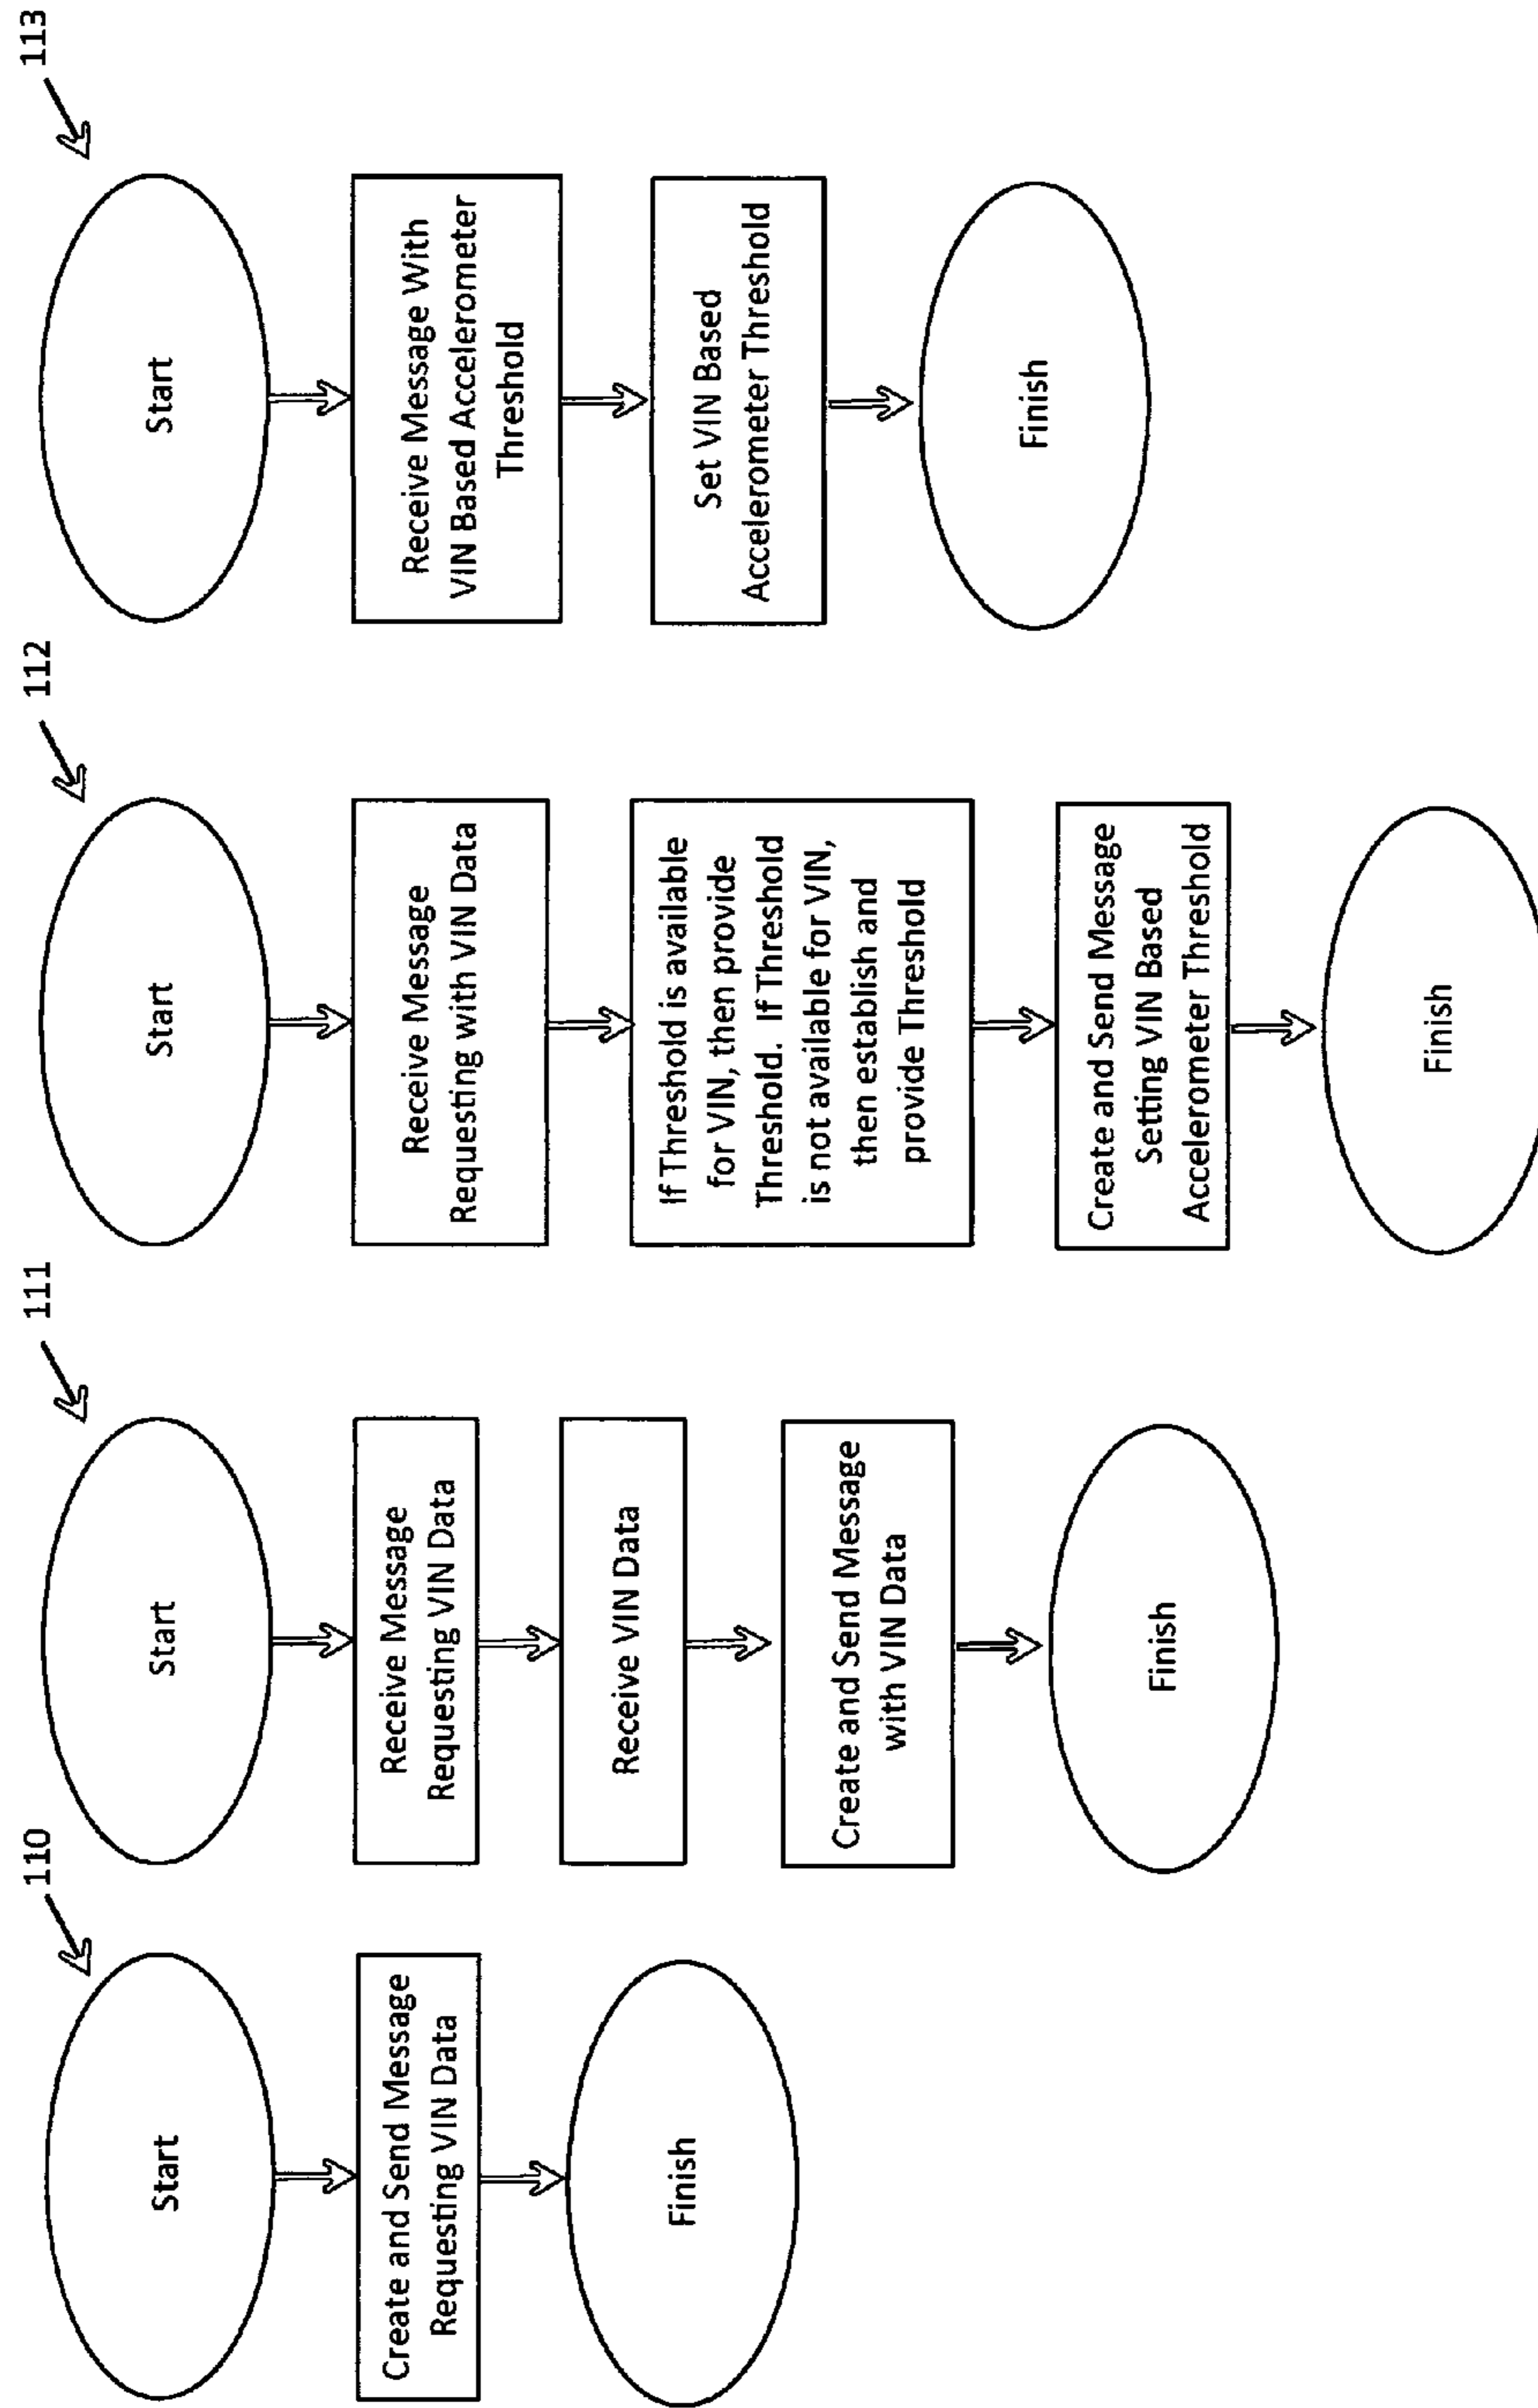 110
Start
Create and Send Message
Requesting VIN Data
Finish
111
Start
Receive Message
Requesting VIN Data
Receive VIN Data
Create and Send Message
with VIN Data
Finish
112
Start
Receive Message
Requesting with VIN Data
If Threshold is available
for VIN, then provide
Threshold. If Threshold
is not available for VIN,
then establish and
provide Threshold
Create and Send Message
Setting VIN Based
Accelerometer Threshold
Finish
113
Start
Receive Message With
VIN Based Accelerometer
Threshold
Set VIN Based
Accelerometer Threshold
Finish